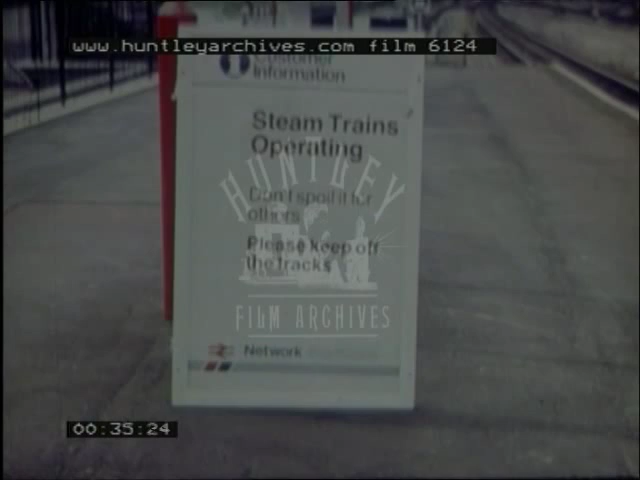 www.huntleyarchives.com film 6124
Customer
Information
Steam Trains
Operating
Don't spoil it for
others
Please keep off
the tracks
HUNTLEY
FILM ARCHIVES
Network
00:35:24